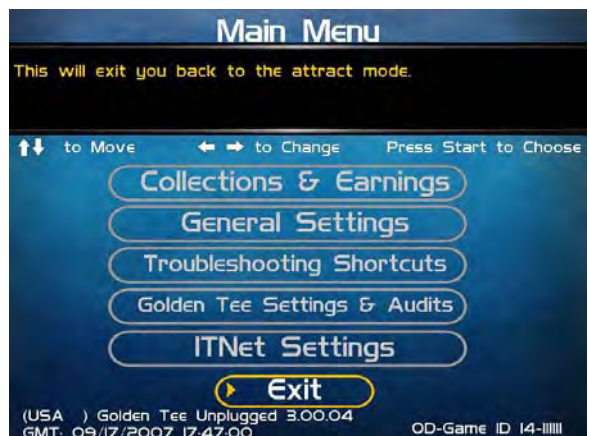 Main Menu
This will exit you back to the attract mode.
to Move to Change Press Start to Choose
Collections & Earnings
General Settings
Troubleshooting Shortcuts
Golden Tee Settings & Audits
ITNet Settings
Exit
(USA ) Golden Tee Unplugged 3.00.04
GMT: 09/17/2007 17:47:00 OD-Game ID 14-111111